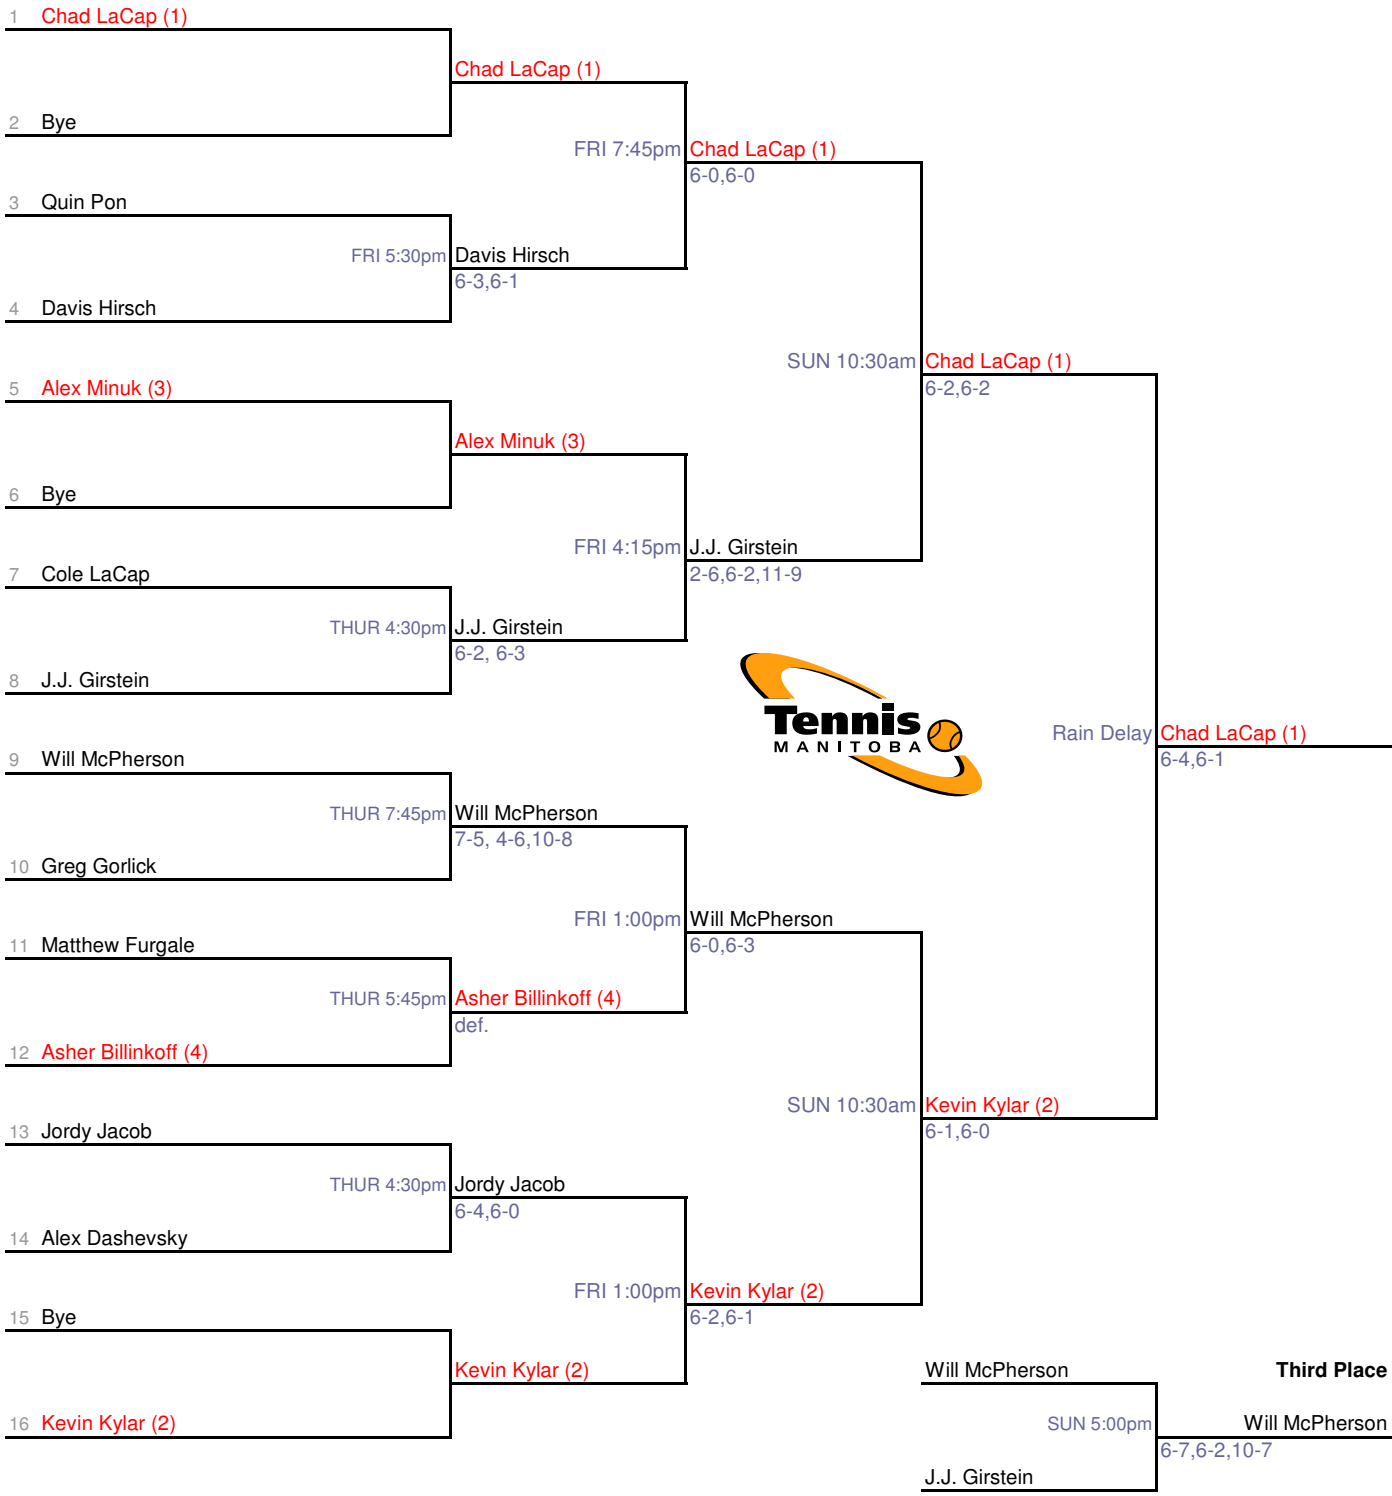 1 Chad LaCap (1)
Chad LaCap (1)
2 Bye
FRI 7:45pm Chad LaCap (1)
6-0,6-0
3 Quin Pon
FRI 5:30pm Davis Hirsch
6-3,6-1
4 Davis Hirsch
SUN 10:30am Chad LaCap (1)
6-2,6-2
5 Alex Minuk (3)
Alex Minuk (3)
6 Bye
FRI 4:15pm J.J. Girstein
2-6,6-2,11-9
7 Cole LaCap
THUR 4:30pm J.J. Girstein
6-2, 6-3
8 J.J. Girstein
Tennis
MANITOBA
Rain Delay Chad LaCap (1)
6-4,6-1
9 Will McPherson
THUR 7:45pm Will McPherson
7-5, 4-6,10-8
10 Greg Gorlick
FRI 1:00pm Will McPherson
6-0,6-3
11 Matthew Furgale
THUR 5:45pm Asher Billinkoff (4)
def.
12 Asher Billinkoff (4)
SUN 10:30am Kevin Kylar (2)
6-1,6-0
13 Jordy Jacob
THUR 4:30pm Jordy Jacob
6-4,6-0
14 Alex Dashevsky
FRI 1:00pm Kevin Kylar (2)
6-2,6-1
15 Bye
Kevin Kylar (2)
16 Kevin Kylar (2)
Will McPherson Third Place
SUN 5:00pm Will McPherson
6-7,6-2,10-7
J.J. Girstein